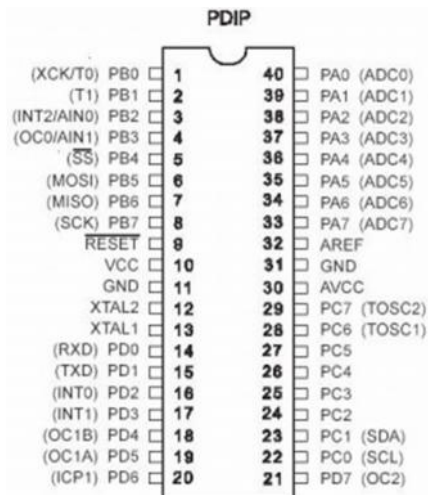 PDIP
(XCK/T0) PB0 1 40 PA0 (ADC0)
(T1) PB1 2 39 PA1 (ADC1)
(INT2/AIN0) PB2 3 38 PA2 (ADC2)
(OC0/AIN1) PB3 4 37 PA3 (ADC3)
(SS) PB4 5 36 PA4 (ADC4)
(MOSI) PB5 6 35 PA5 (ADC5)
(MISO) PB6 7 34 PA6 (ADC6)
(SCK) PB7 8 33 PA7 (ADC7)
RESET 9 32 AREF
VCC 10 31 GND
GND 11 30 AVCC
XTAL2 12 29 PC7 (TOSC2)
XTAL1 13 28 PC6 (TOSC1)
(RXD) PD0 14 27 PC5
(TXD) PD1 15 26 PC4
(INT0) PD2 16 25 PC3
(INT1) PD3 17 24 PC2
(OC1B) PD4 18 23 PC1 (SDA)
(OC1A) PD5 19 22 PC0 (SCL)
(ICP1) PD6 20 21 PD7 (OC2)